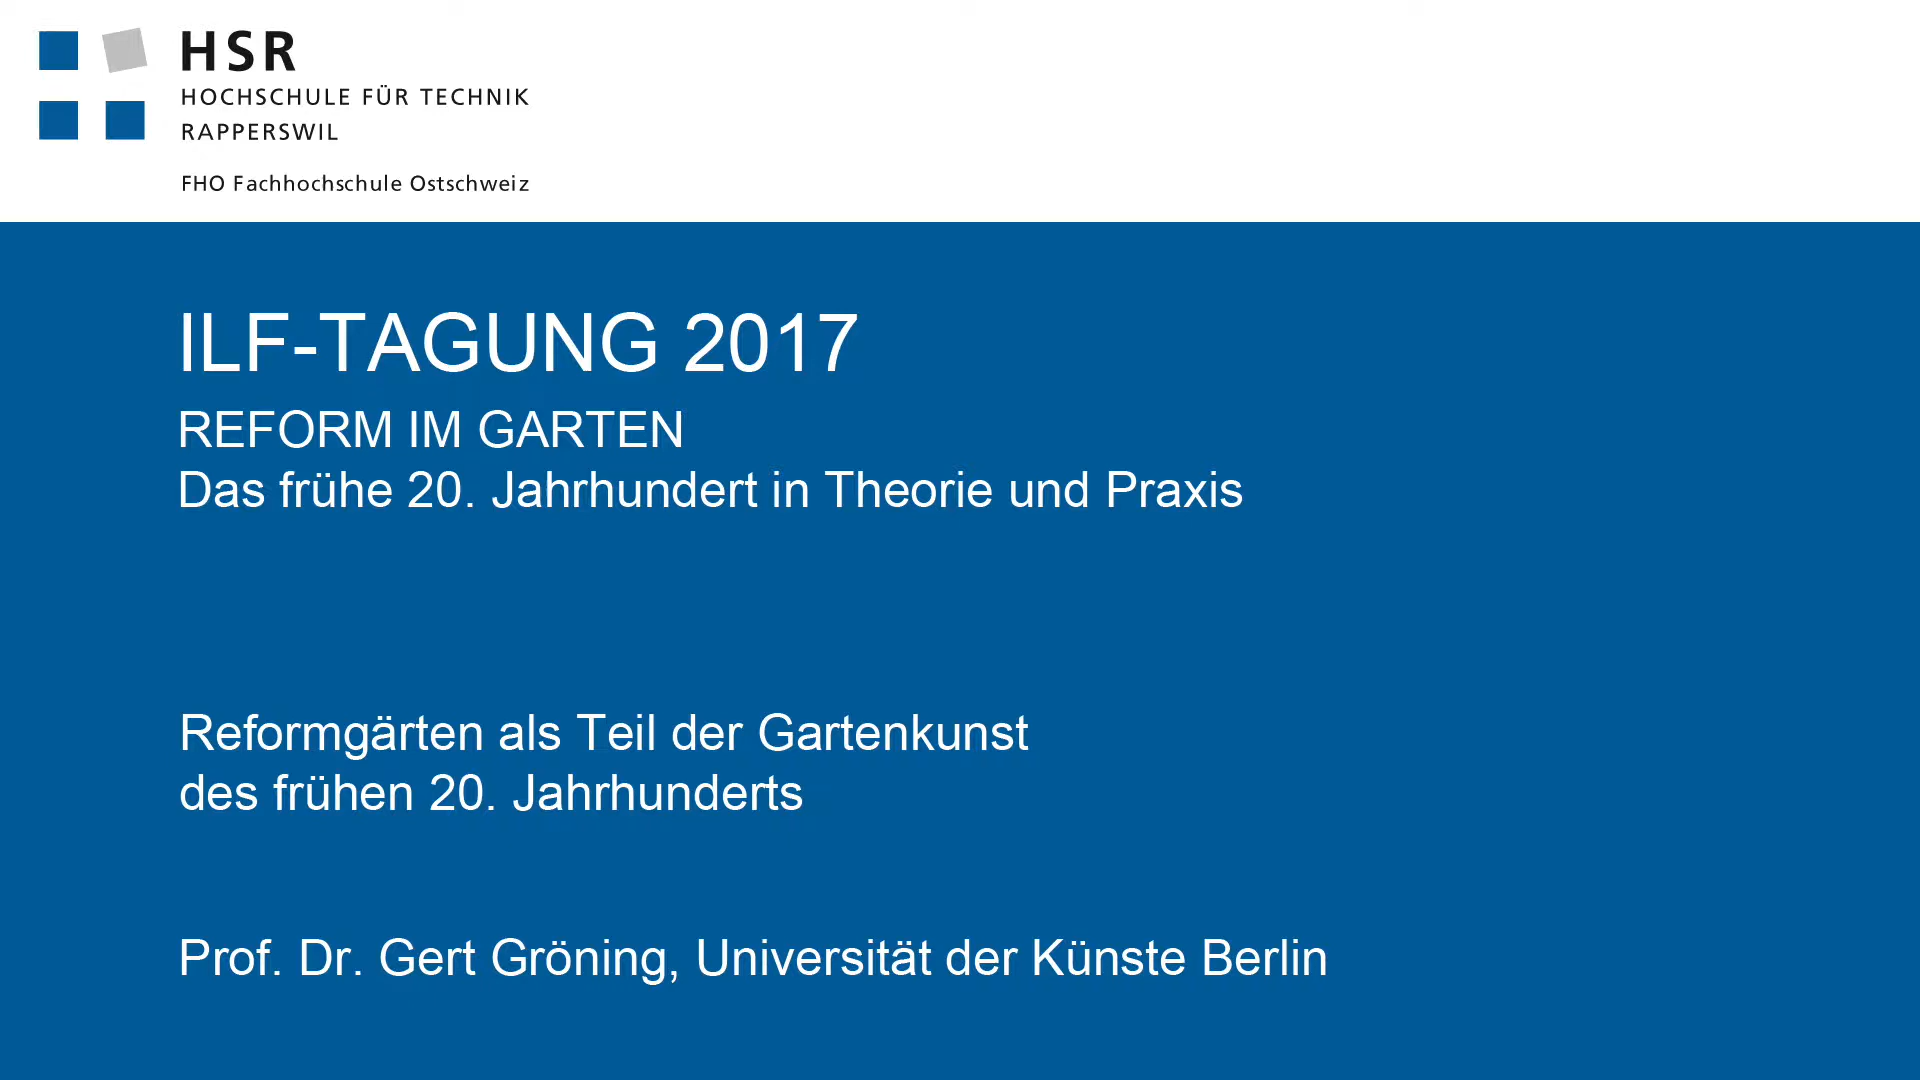 HSR
HOCHSCHULE FÜR TECHNIK
RAPPERSWIL
FHO Fachhochschule Ostschweiz
ILF-TAGUNG 2017
REFORM IM GARTEN
Das frühe 20. Jahrhundert in Theorie und Praxis
Reformgärten als Teil der Gartenkunst
des frühen 20. Jahrhunderts
Prof. Dr. Gert Gröning, Universität der Künste Berlin